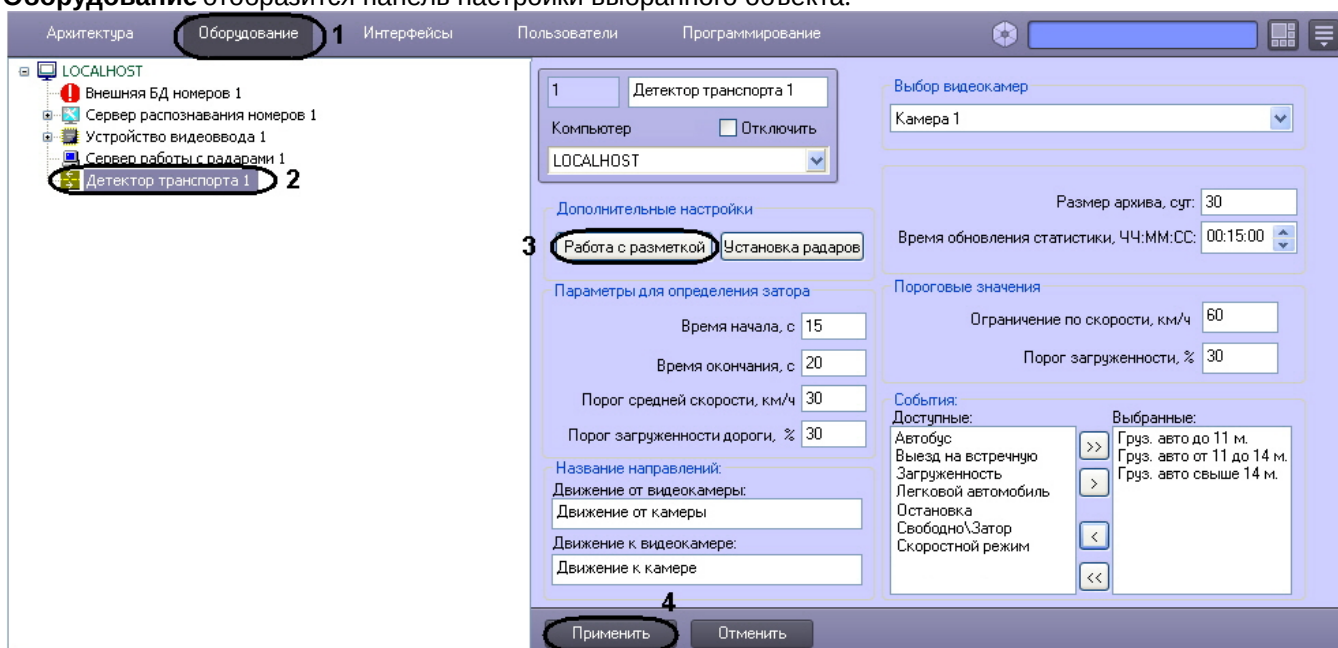 Оборудование отобразится панель настройки выбранного объекта.
Архитектура Оборудование 1 Интерфейсы Пользователи Программирование
LOCALHOST
Внешняя БД номеров 1
Сервер распознавания номеров 1
Устройство видеоввода 1
Сервер работы с радарами 1
Детектор транспорта 1 2
1 Детектор транспорта 1
Компьютер Отключить
LOCALHOST
Дополнительные настройки
3 Работа с разметкой Установка радаров
Параметры для определения затора
Время начала, с 15
Время окончания, с 20
Порог средней скорости, км/ч 30
Порог загруженности дороги, % 30
Название направлений:
Движение от видеокамеры:
Движение от камеры
Движение к видеокамере:
Движение к камере
Выбор видеокамер
Камера 1
Размер архива, сут: 30
Время обновления статистики, ЧЧ:ММ:СС: 00:15:00
Пороговые значения
Ограничение по скорости, км/ч 60
Порог загруженности, % 30
События:
Доступные:
Автобус
Выезд на встречную
Загруженность
Легковой автомобиль
Остановка
Свободно\Затор
Скоростной режим
>>
>
<
<<
Выбранные:
Груз. авто до 11 м.
Груз. авто от 11 до 14 м.
Груз. авто свыше 14 м.
4
Применить Отменить